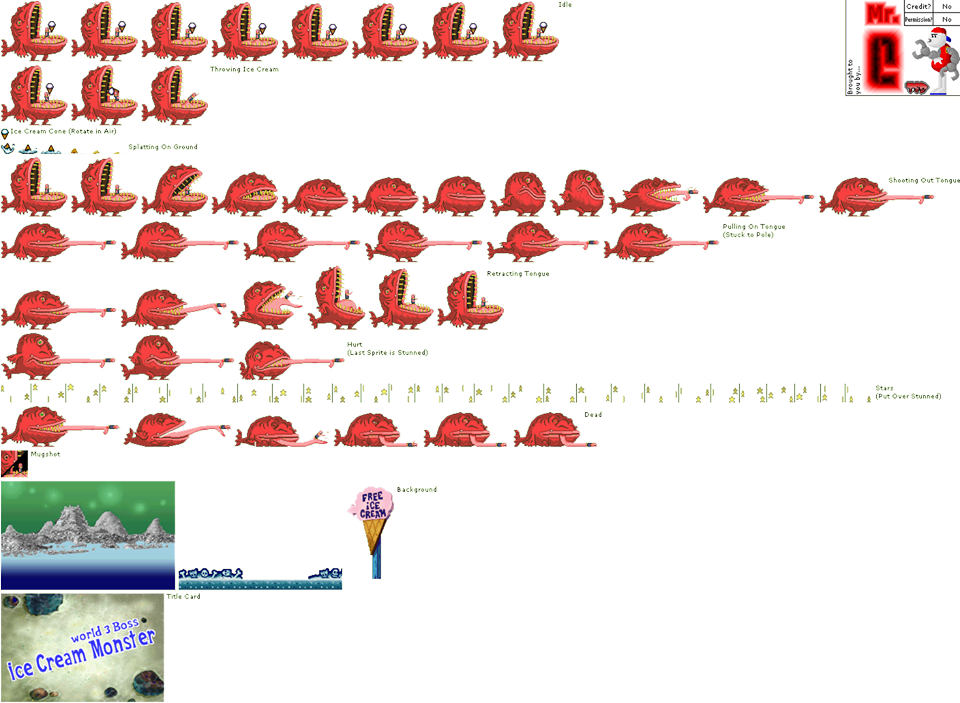 Idle
Mr.
C
Credit? No
Permission? No
Brought to
you by...
Throwing Ice Cream
Ice Cream Cone (Rotate in Air)
Splatting On Ground
Shooting Out Tongue
Pulling On Tongue
(Stuck to Pole)
Retracting Tongue
Hurt
(Last Sprite is Stunned)
Stars
(Put Over Stunned)
Dead
Mugshot
Background
FREE
iCE
CREAM
Title Card
world 3 Boss
ice Cream Monster